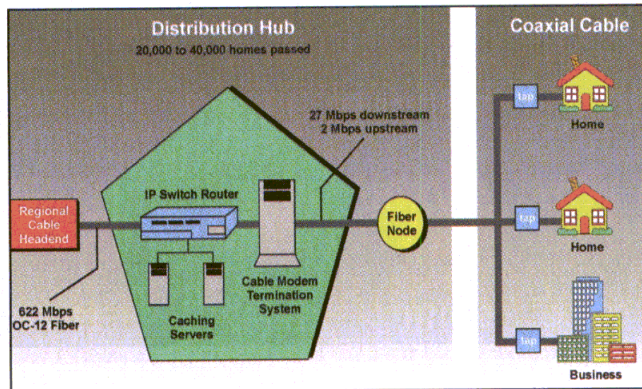 Distribution Hub
20,000 to 40,000 homes passed
Coaxial Cable
27 Mbps downstream
2 Mbps upstream
tap
Home
IP Switch Router
Regional
Cable
Headend
Fiber
Node
tap
Home
622 Mbps
OC-12 Fiber
Caching
Servers
Cable Modem
Termination
System
tap
Business